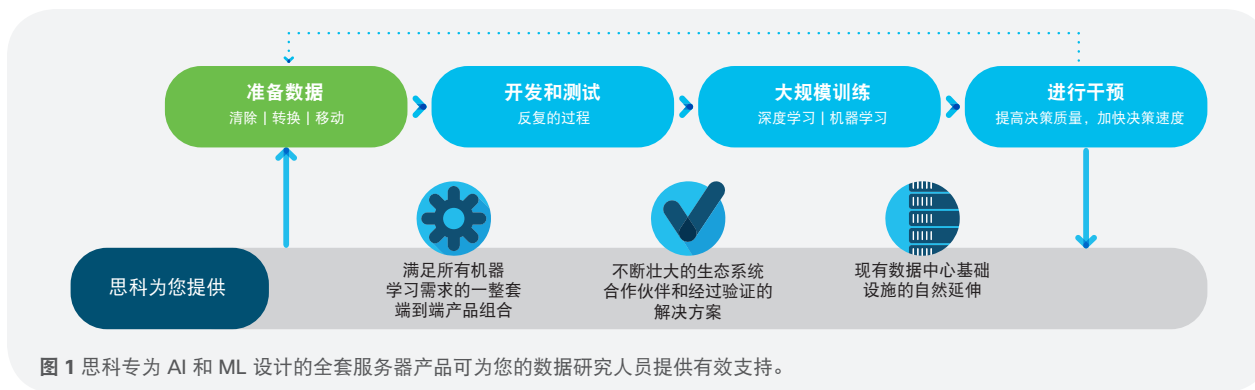 准备数据
清除 | 转换 | 移动
开发和测试
反复的过程
大规模训练
深度学习 | 机器学习
进行干预
提高决策质量，加快决策速度
思科为您提供
满足所有机器
学习需求的一整套
端到端产品组合
不断壮大的生态系统
合作伙伴和经过验证的
解决方案
现有数据中心基础
设施的自然延伸
图 1 思科专为 AI 和 ML 设计的全套服务器产品可为您的数据研究人员提供有效支持。